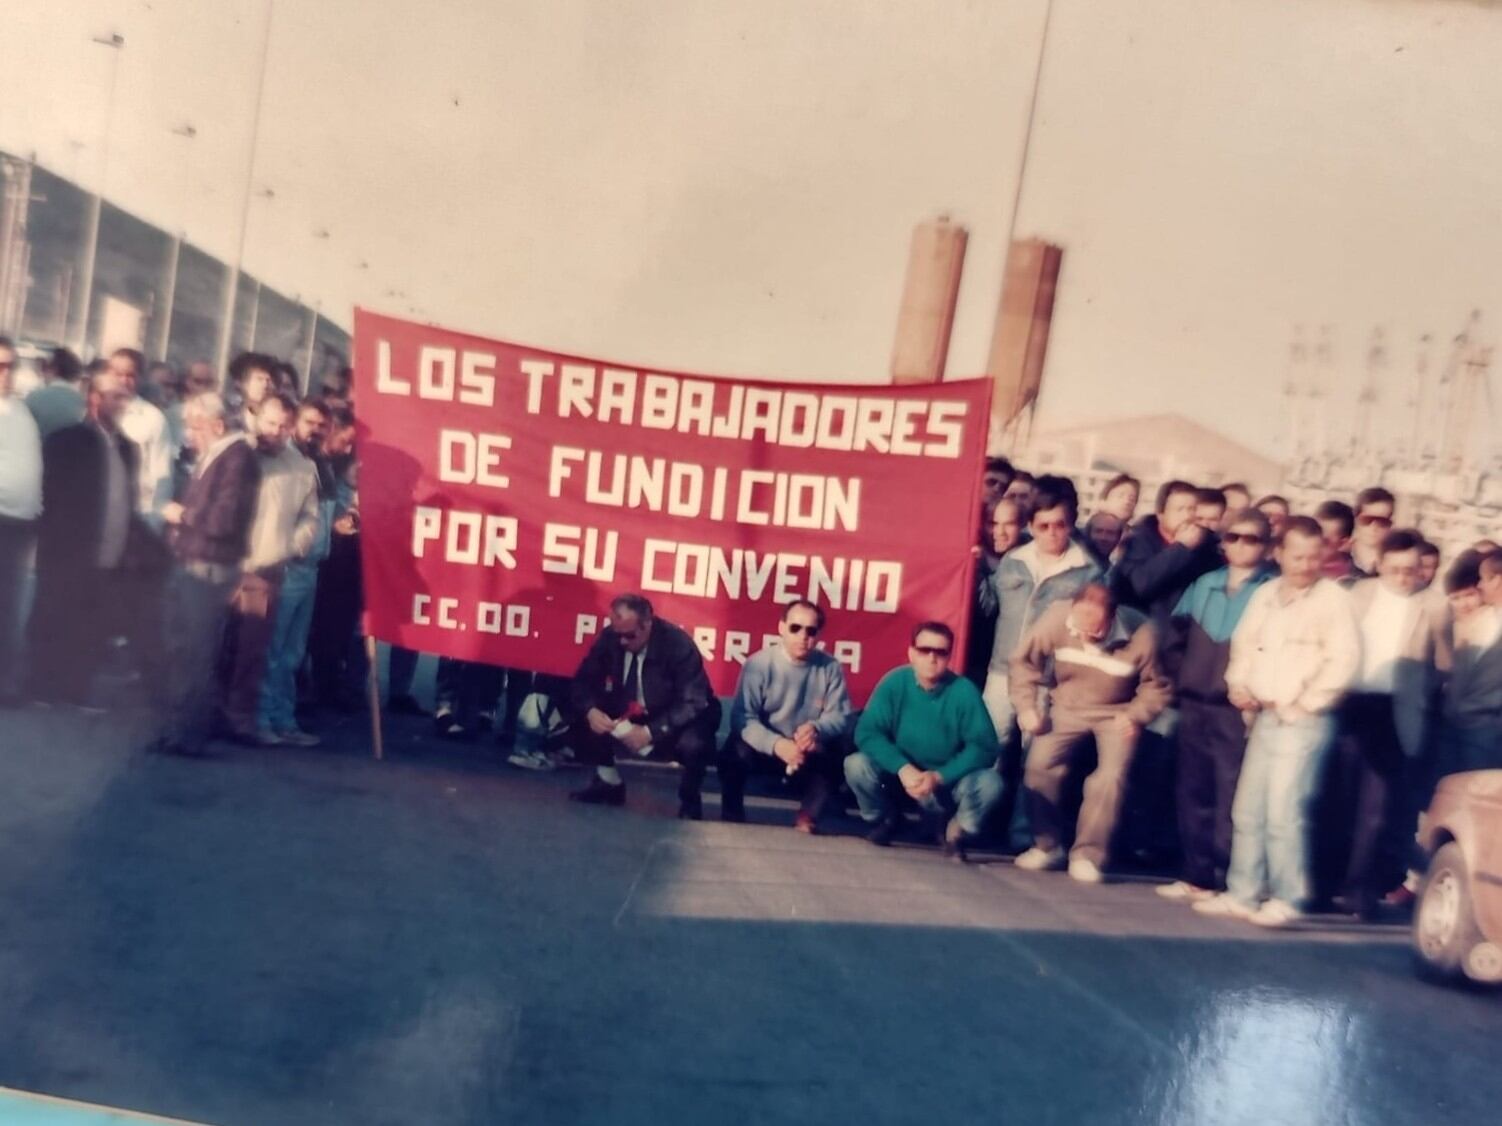 LOS TRABAJADORES
DE FUNDICION
POR SU CONVENIO
CC.OO.